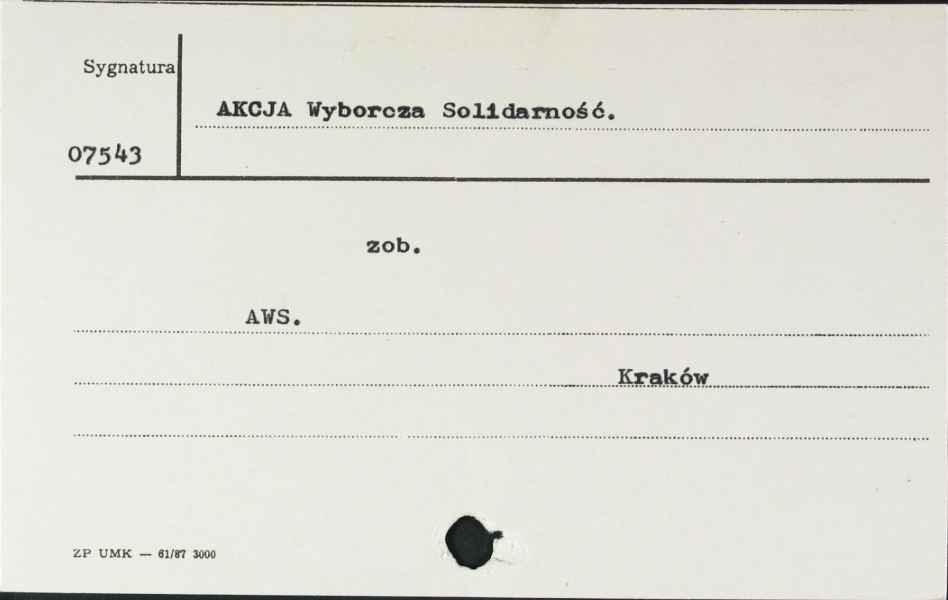 Sygnatura
AKCJA Wyborcza Solidarność.
07543
zob.
AWS.
Kraków
ZP UMK — 61/87 3000